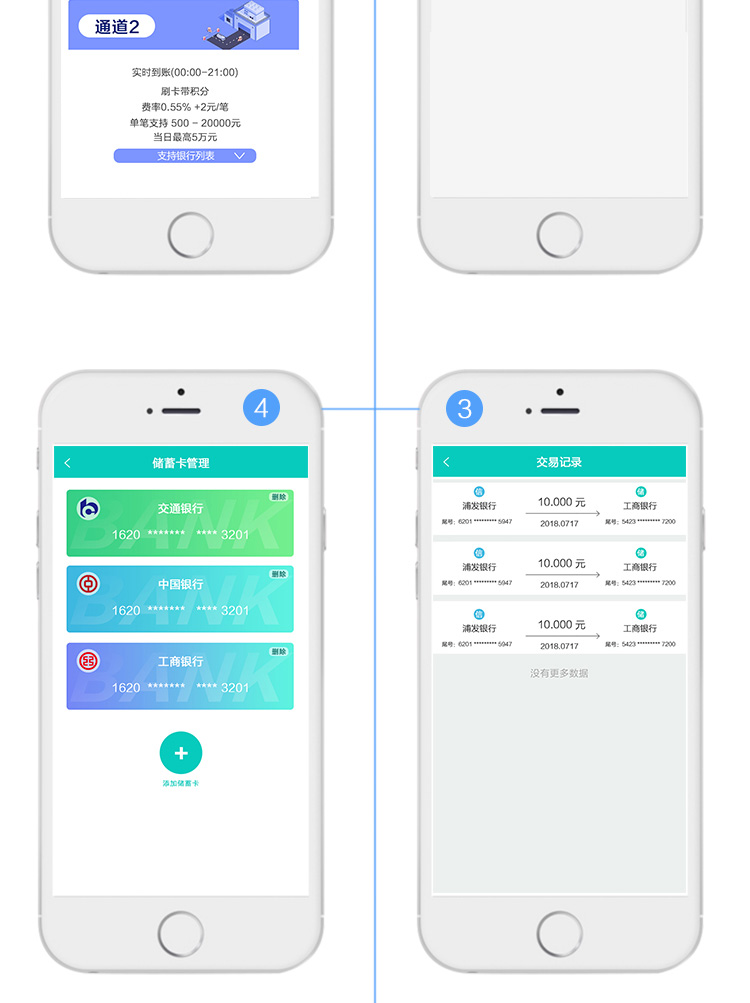 通道2
实时到账(00:00-21:00)
刷卡带积分
费率0.55% +2元/笔
单笔支持 500 - 20000元
当日最高5万元
支持银行列表
4
储蓄卡管理
BANK
交通银行
删除
1620 ******* **** 3201
BANK
中国银行
删除
1620 ******* **** 3201
BANK
工商银行
删除
1620 ******* **** 3201
+
添加储蓄卡
3
交易记录
信 储
浦发银行 10.000 元 工商银行
尾号: 6201 ********* 5947 2018.0717 尾号: 5423 ********* 7200
信 储
浦发银行 10.000 元 工商银行
尾号: 6201 ********* 5947 2018.0717 尾号: 5423 ********* 7200
信 储
浦发银行 10.000 元 工商银行
尾号: 6201 ********* 5947 2018.0717 尾号: 5423 ********* 7200
没有更多数据